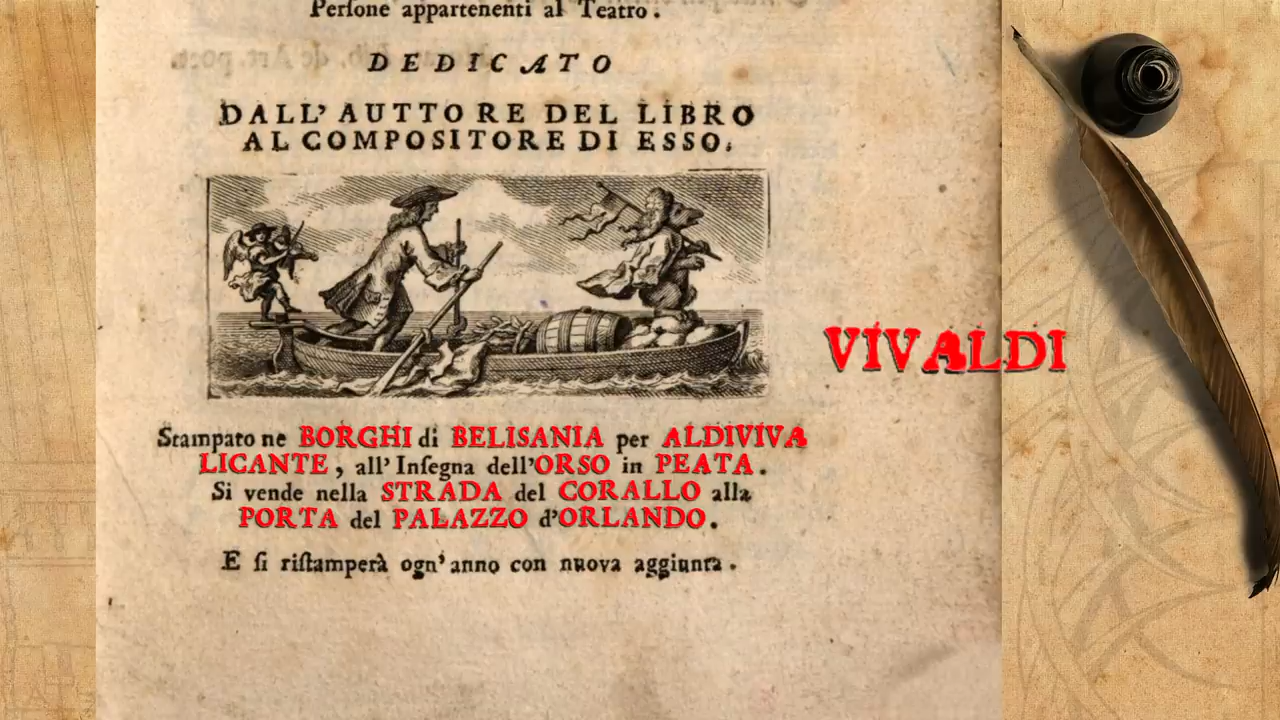 Perſone appartenenti al Teatro.
DEDICATO
DALL' AUTTORE DEL LIBRO
AL COMPOSITORE DI ESSO.
VIVALDI
Stampato ne BORGHI di BELISANIA per ALDIVIVA
LICANTE, all' Inſegna dell'ORSO in PEATA.
Si vende nella STRADA del CORALLO alla
PORTA del PALAZZO d'ORLANDO.
E ſi riſtamperà ogn' anno con nuova aggiunta.